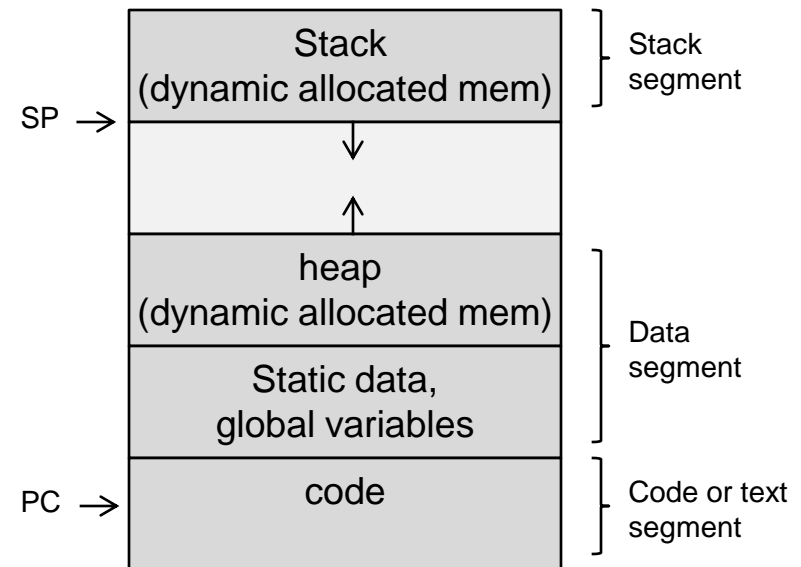 Stack
(dynamic allocated mem)
Stack
segment
SP
heap
(dynamic allocated mem)
Data
segment
Static data,
global variables
PC
code
Code or text
segment